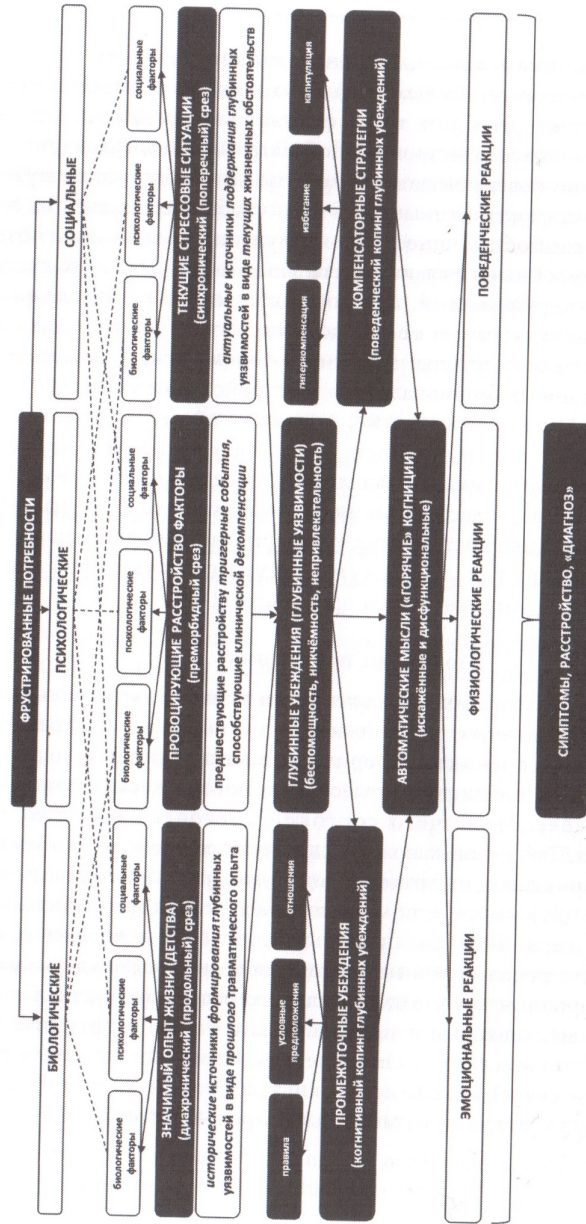 ФРУСТРИРОВАННЫЕ ПОТРЕБНОСТИ
БИОЛОГИЧЕСКИЕ
ПСИХОЛОГИЧЕСКИЕ
СОЦИАЛЬНЫЕ
биологические
факторы
психологические
факторы
социальные
факторы
биологические
факторы
психологические
факторы
социальные
факторы
биологические
факторы
психологические
факторы
социальные
факторы
ЗНАЧИМЫЙ ОПЫТ ЖИЗНИ (ДЕТСТВА)
(диахронический (продольный) срез)
ПРОВОЦИРУЮЩИЕ РАССТРОЙСТВО ФАКТОРЫ
(преморбидный срез)
ТЕКУЩИЕ СТРЕССОВЫЕ СИТУАЦИИ
(синхронический (поперечный) срез)
исторические источники формирования глубинных
уязвимостей в виде прошлого травматического опыта
предшествующие расстройству триггерные события,
способствующие клинической декомпенсации
актуальные источники поддержания глубинных
уязвимостей в виде текущих жизненных обстоятельств
правила
условные
предположения
отношения
ГЛУБИННЫЕ УБЕЖДЕНИЯ (ГЛУБИННЫЕ УЯЗВИМОСТИ)
(беспомощность, никчёмность, непривлекательность)
гиперкомпенсация
избегание
капитуляция
ПРОМЕЖУТОЧНЫЕ УБЕЖДЕНИЯ
(когнитивный копинг глубинных убеждений)
КОМПЕНСАТОРНЫЕ СТРАТЕГИИ
(поведенческий копинг глубинных убеждений)
АВТОМАТИЧЕСКИЕ МЫСЛИ («ГОРЯЧИЕ» КОГНИЦИИ)
(искажённые и дисфункциональные)
ЭМОЦИОНАЛЬНЫЕ РЕАКЦИИ
ФИЗИОЛОГИЧЕСКИЕ РЕАКЦИИ
ПОВЕДЕНЧЕСКИЕ РЕАКЦИИ
СИМПТОМЫ, РАССТРОЙСТВО, «ДИАГНОЗ»